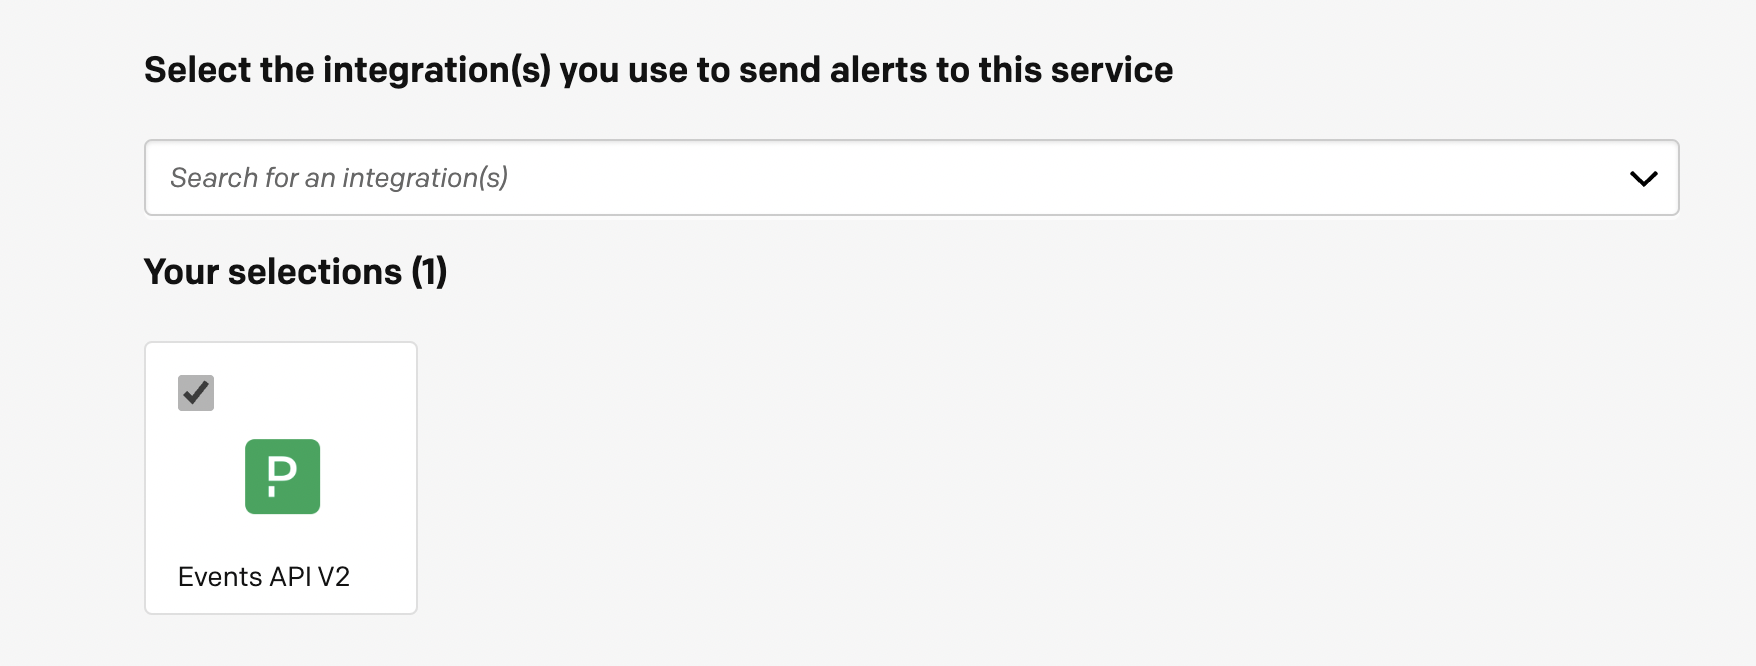 Select the integration(s) you use to send alerts to this service
Search for an integration(s)
Your selections (1)
P
Events API V2